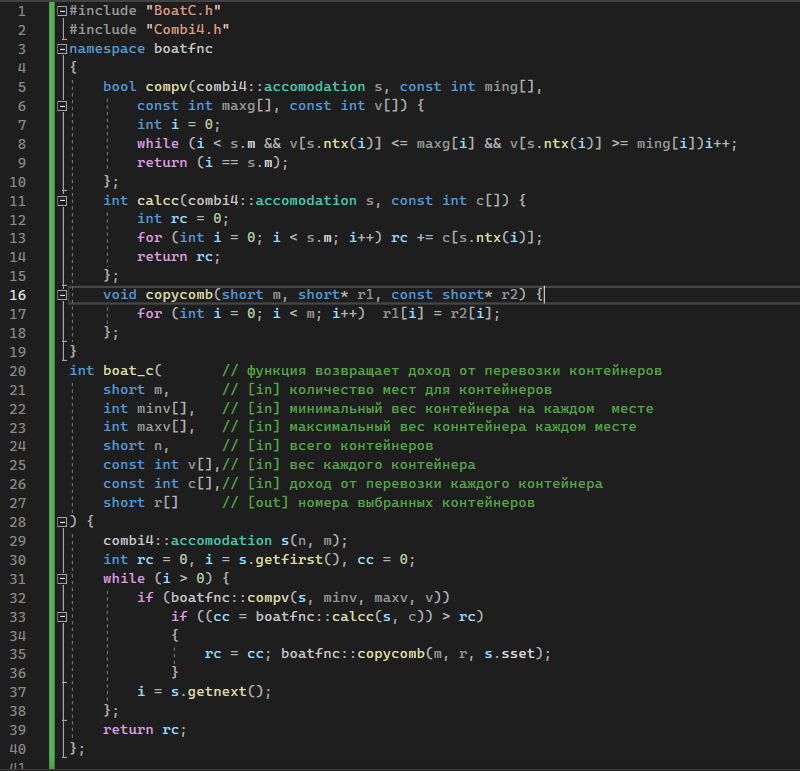 1 #include "BoatC.h"
2 #include "Combi4.h"
3 namespace boatfnc
4 {
5 bool compv(combi4::accomodation s, const int ming[],
6 const int maxg[], const int v[]) {
7 int i = 0;
8 while (i < s.m && v[s.ntx(i)] <= maxg[i] && v[s.ntx(i)] >= ming[i])i++;
9 return (i == s.m);
10 };
11 int calcc(combi4::accomodation s, const int c[]) {
12 int rc = 0;
13 for (int i = 0; i < s.m; i++) rc += c[s.ntx(i)];
14 return rc;
15 };
16 void copycomb(short m, short* r1, const short* r2) {
17 for (int i = 0; i < m; i++)  r1[i] = r2[i];
18 };
19 }
20 int boat_c(       // функция возвращает доход от перевозки контейнеров
21 short m,      // [in] количество мест для контейнеров
22 int minv[],   // [in] минимальный вес контейнера на каждом  месте
23 int maxv[],   // [in] максимальный вес коннтейнера каждом месте
24 short n,      // [in] всего контейнеров
25 const int v[],// [in] вес каждого контейнера
26 const int c[],// [in] доход от перевозки каждого контейнера
27 short r[]     // [out] номера выбранных контейнеров
28 ) {
29 combi4::accomodation s(n, m);
30 int rc = 0, i = s.getfirst(), cc = 0;
31 while (i > 0) {
32 if (boatfnc::compv(s, minv, maxv, v))
33 if ((cc = boatfnc::calcc(s, c)) > rc)
34 {
35 rc = cc; boatfnc::copycomb(m, r, s.sset);
36 }
37 i = s.getnext();
38 };
39 return rc;
40 };
41